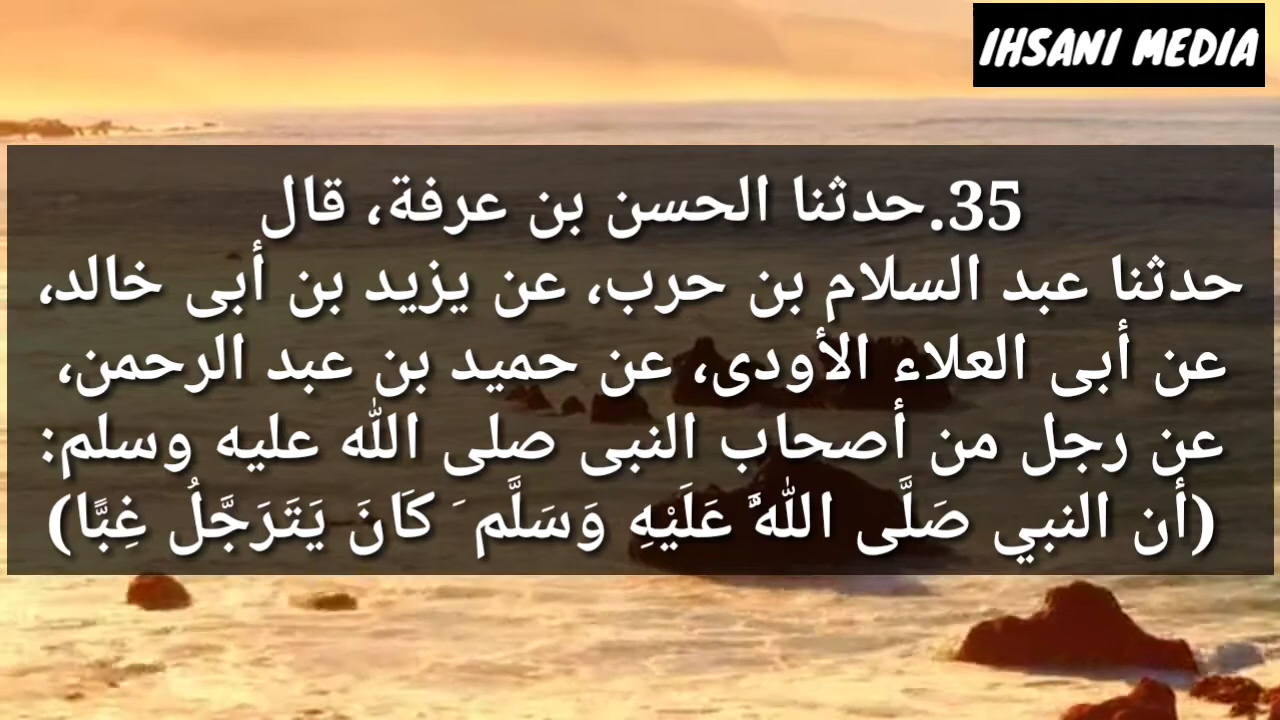 IHSANI MEDIA
35.حدثنا الحسن بن عرفة، قال
حدثنا عبد السلام بن حرب، عن يزيد بن أبى خالد،
عن أبى العلاء الأودى، عن حميد بن عبد الرحمن،
عن رجل من أصحاب النبى صلى الله عليه وسلم:
(أن النبي صَلَّى اللهُ عَلَيْهِ وَسَلَّم َ كَانَ يَتَرَجَّلُ غِبًّا)